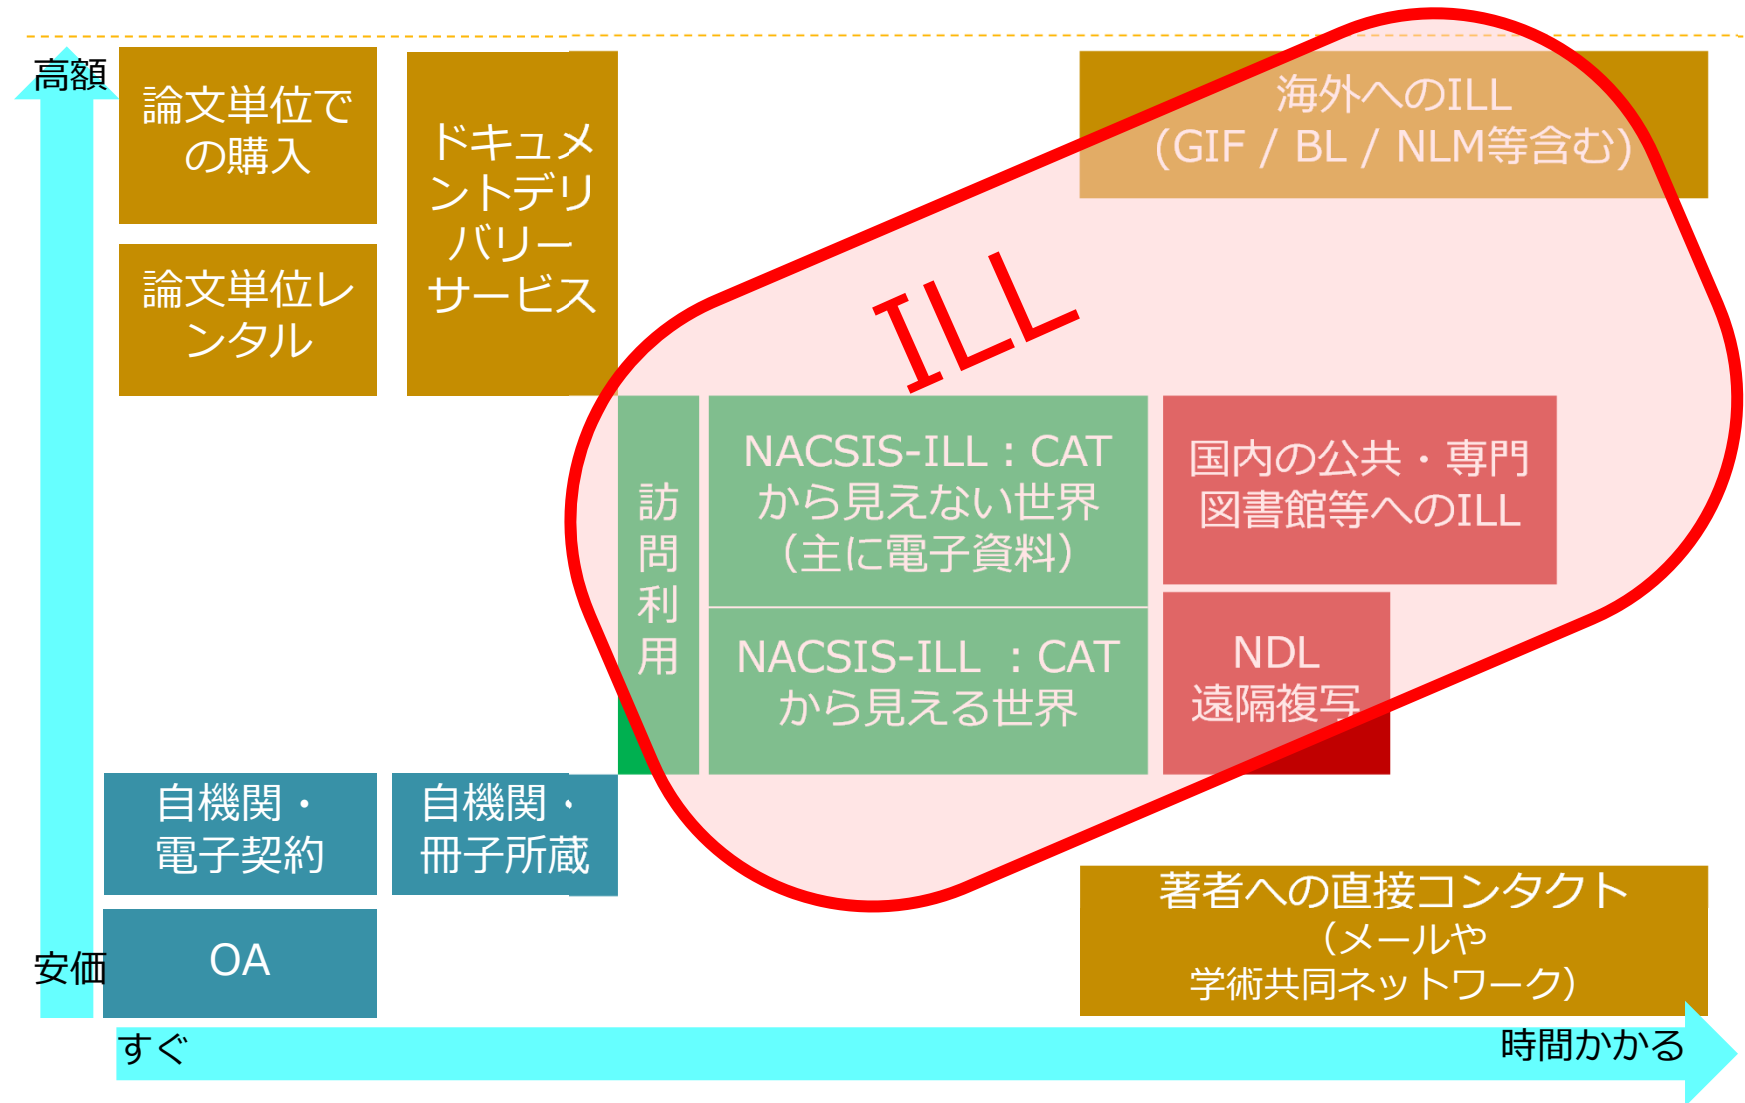 高額
論文単位で
の購入
ドキュメ
ントデリ
バリー
サービス
海外へのILL
(GIF / BL / NLM等含む)
論文単位レ
ンタル
ILL
訪
問
利
用
NACSIS-ILL：CAT
から見えない世界
（主に電子資料）
国内の公共・専門
図書館等へのILL
NACSIS-ILL ：CAT
から見える世界
NDL
遠隔複写
自機関・
電子契約
自機関・
冊子所蔵
著者への直接コンタクト
（メールや
学術共同ネットワーク）
安価
OA
すぐ
時間かかる